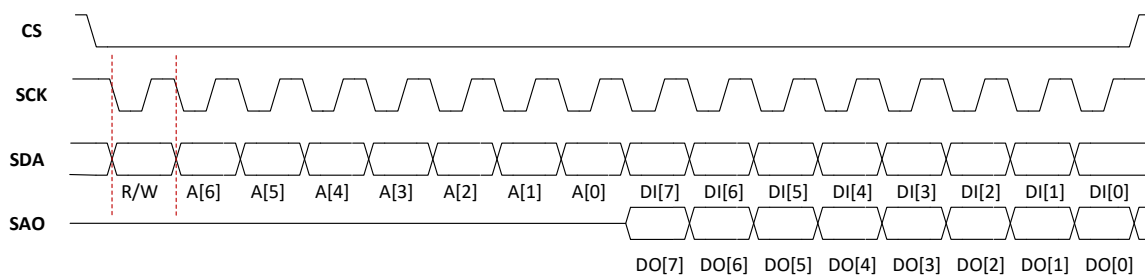 CS
SCK
SDA
R/W A[6] A[5] A[4] A[3] A[2] A[1] A[0] DI[7] DI[6] DI[5] DI[4] DI[3] DI[2] DI[1] DI[0]
SAO
DO[7] DO[6] DO[5] DO[4] DO[3] DO[2] DO[1] DO[0]